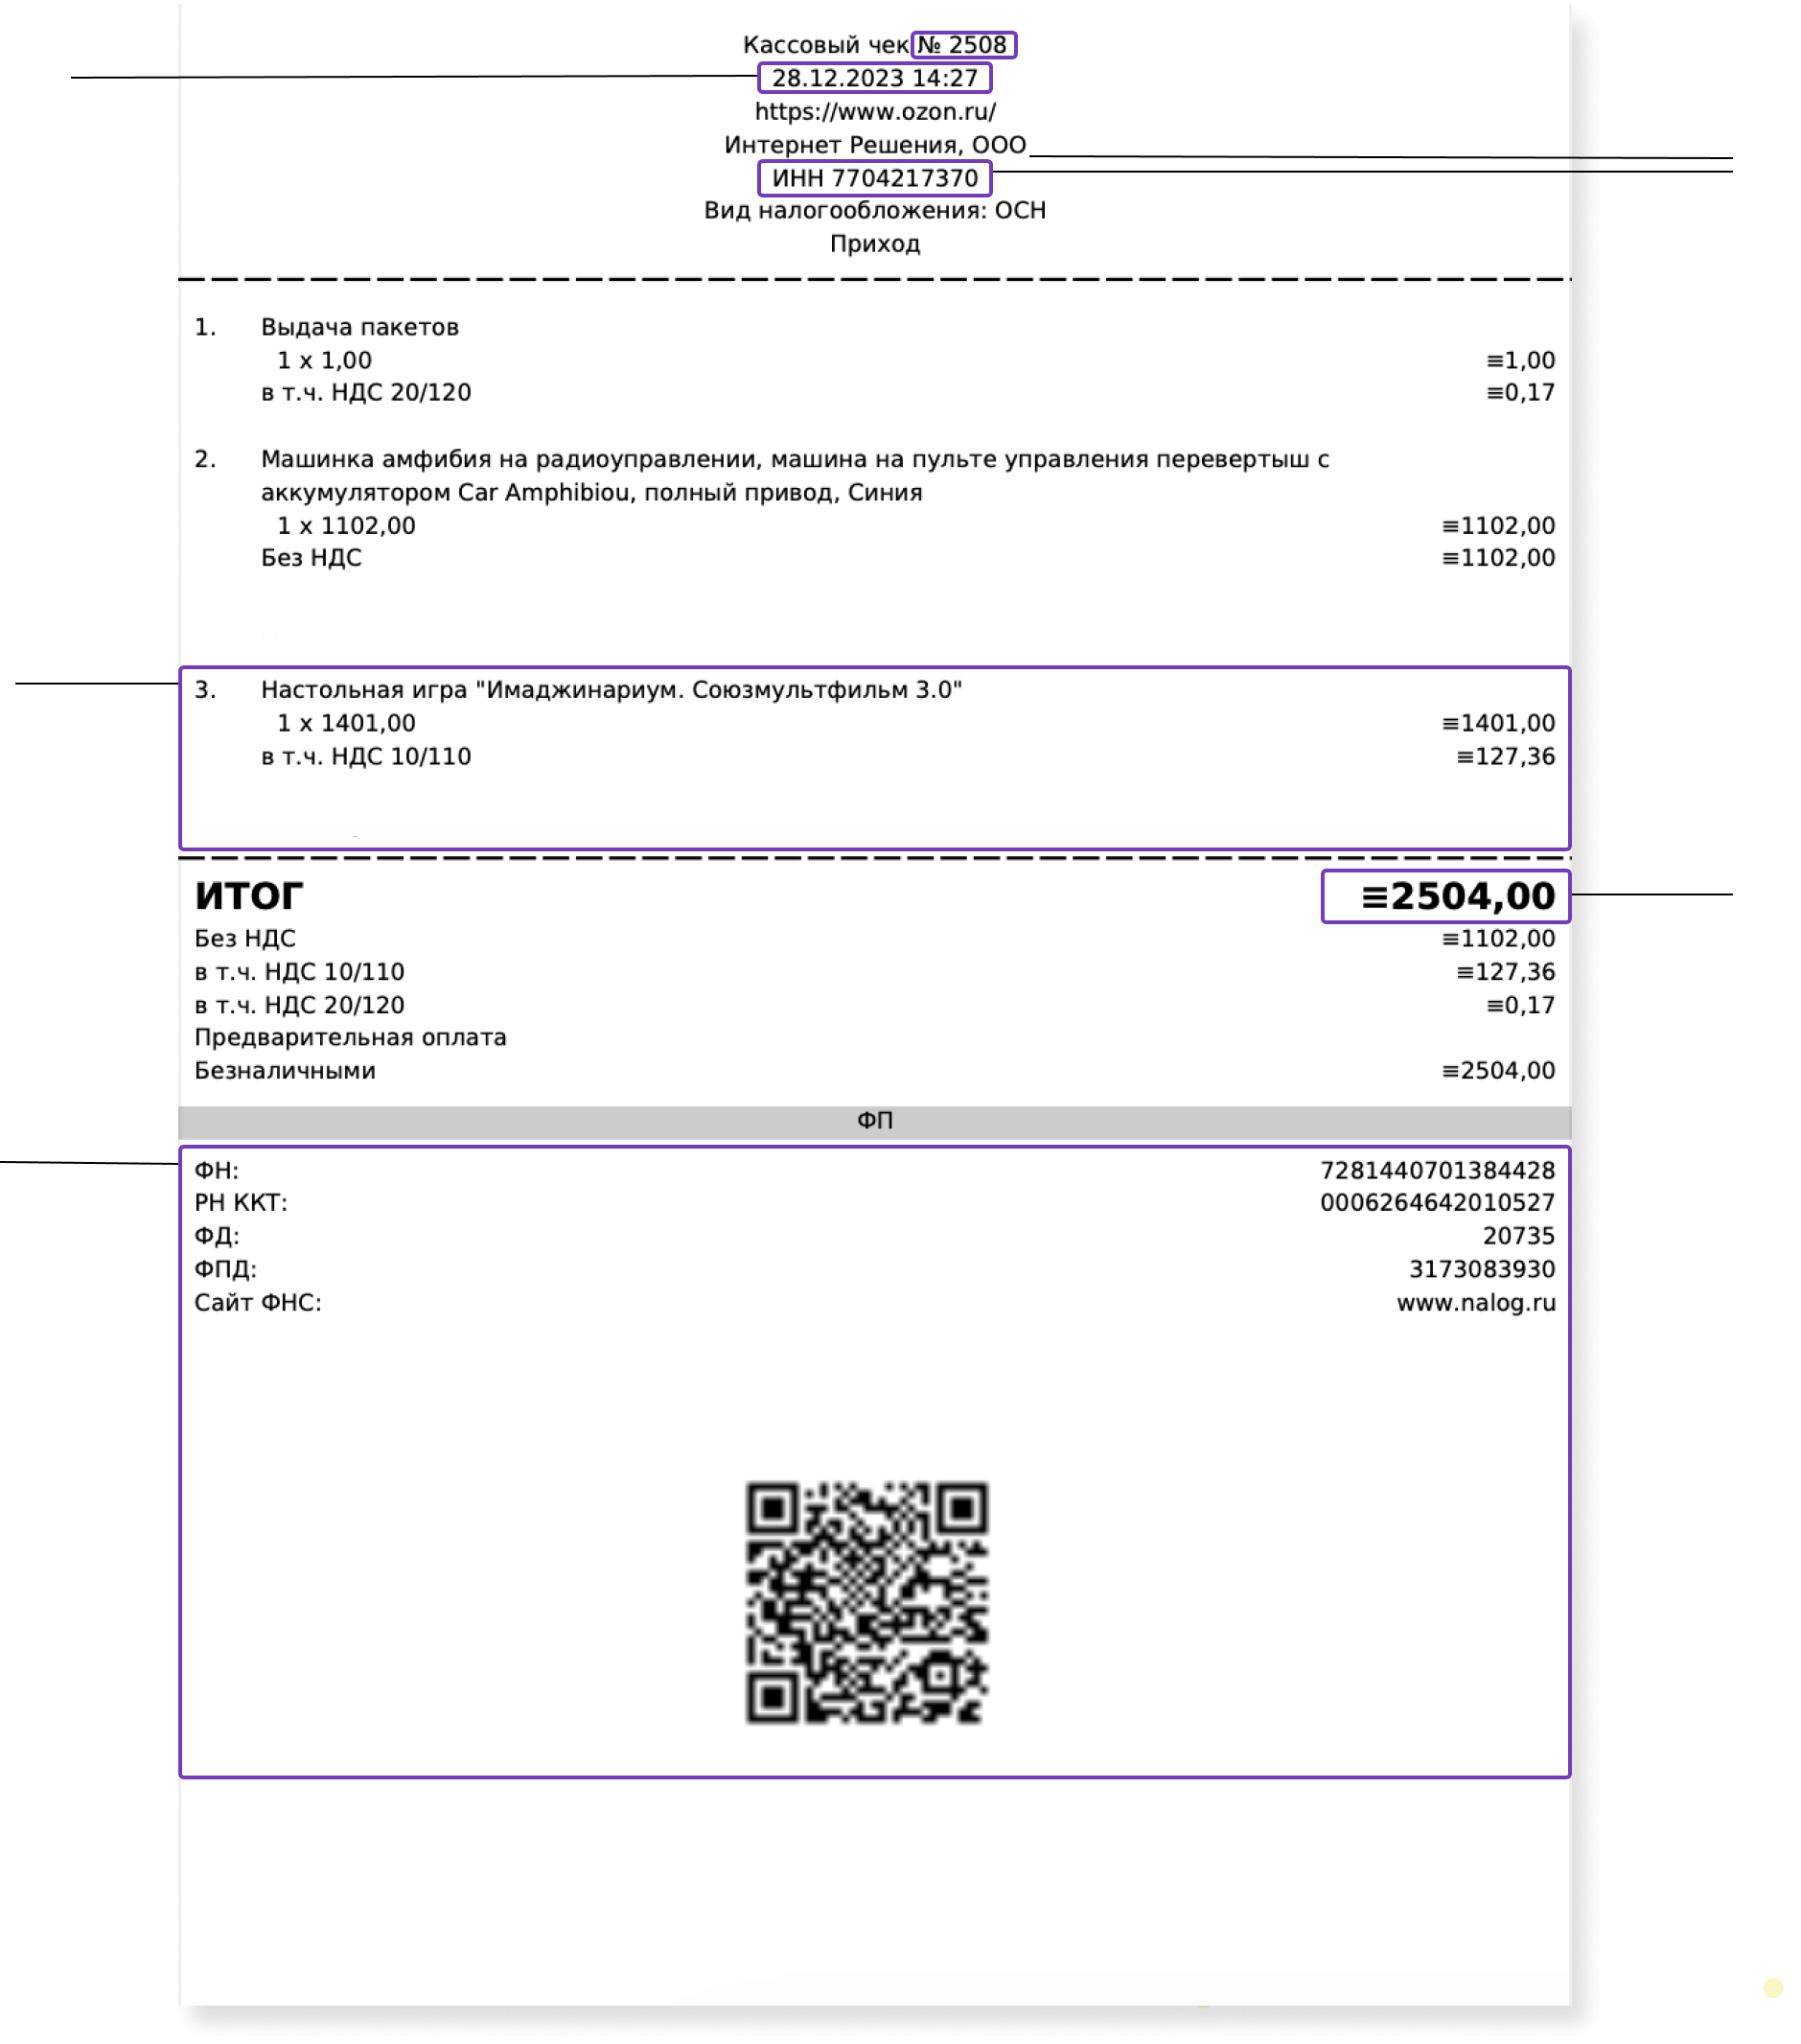 Кассовый чек № 2508
28.12.2023 14:27
https://www.ozon.ru/
Интернет Решения, ООО
ИНН 7704217370
Вид налогообложения: ОСН
Приход
1. Выдача пакетов
1 x 1,00 ≡1,00
в т.ч. НДС 20/120 ≡0,17
2. Машинка амфибия на радиоуправлении, машина на пульте управления перевертыш с
аккумулятором Car Amphibiou, полный привод, Синия
1 x 1102,00 ≡1102,00
Без НДС ≡1102,00
3. Настольная игра "Имаджинариум. Союзмультфильм 3.0"
1 x 1401,00 ≡1401,00
в т.ч. НДС 10/110 ≡127,36
ИТОГ ≡2504,00
Без НДС ≡1102,00
в т.ч. НДС 10/110 ≡127,36
в т.ч. НДС 20/120 ≡0,17
Предварительная оплата
Безналичными ≡2504,00
ФП
ФН: 7281440701384428
РН ККТ: 0006264642010527
ФД: 20735
ФПД: 3173083930
Сайт ФНС: www.nalog.ru